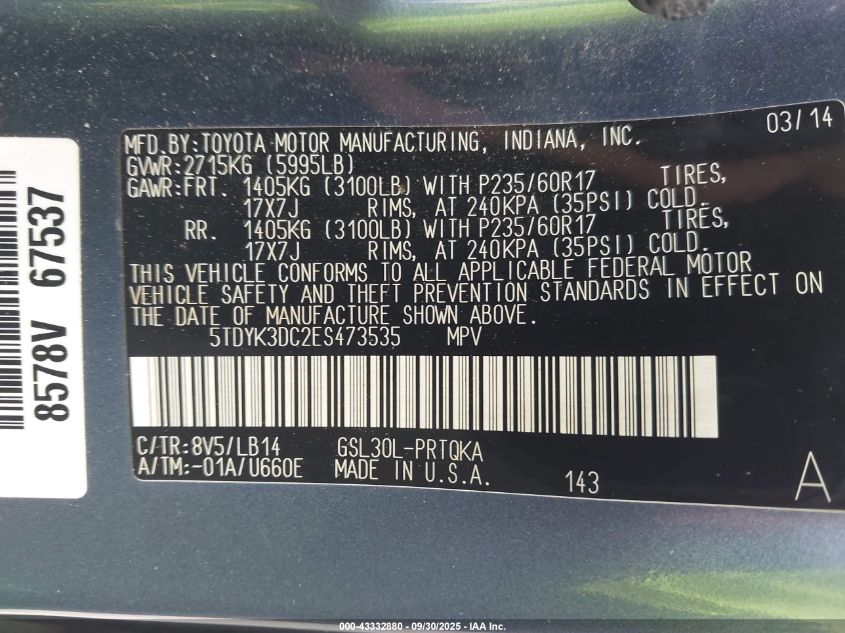 03/14
MFD.BY:TOYOTA MOTOR MANUFACTURING, INDIANA, INC.
GVWR:2715KG (5995LB)
GAWR:FRT. 1405KG (3100LB) WITH P235/60R17 TIRES,
17X7J RIMS, AT 240KPA (35PSI) COLD.
RR. 1405KG (3100LB) WITH P235/60R17 TIRES,
17X7J RIMS, AT 240KPA (35PSI) COLD.
THIS VEHICLE CONFORMS TO ALL APPLICABLE FEDERAL MOTOR
VEHICLE SAFETY AND THEFT PREVENTION STANDARDS IN EFFECT ON
THE DATE OF MANUFACTURE SHOWN ABOVE.
5TDYK3DC2ES473535 MPV
C/TR:8V5/LB14 GSL30L-PRTQKA
A/TM:-01A/U660E MADE IN U.S.A. 143 A
8578V 67537
000-43332880 - 09/30/2025 - IAA Inc.